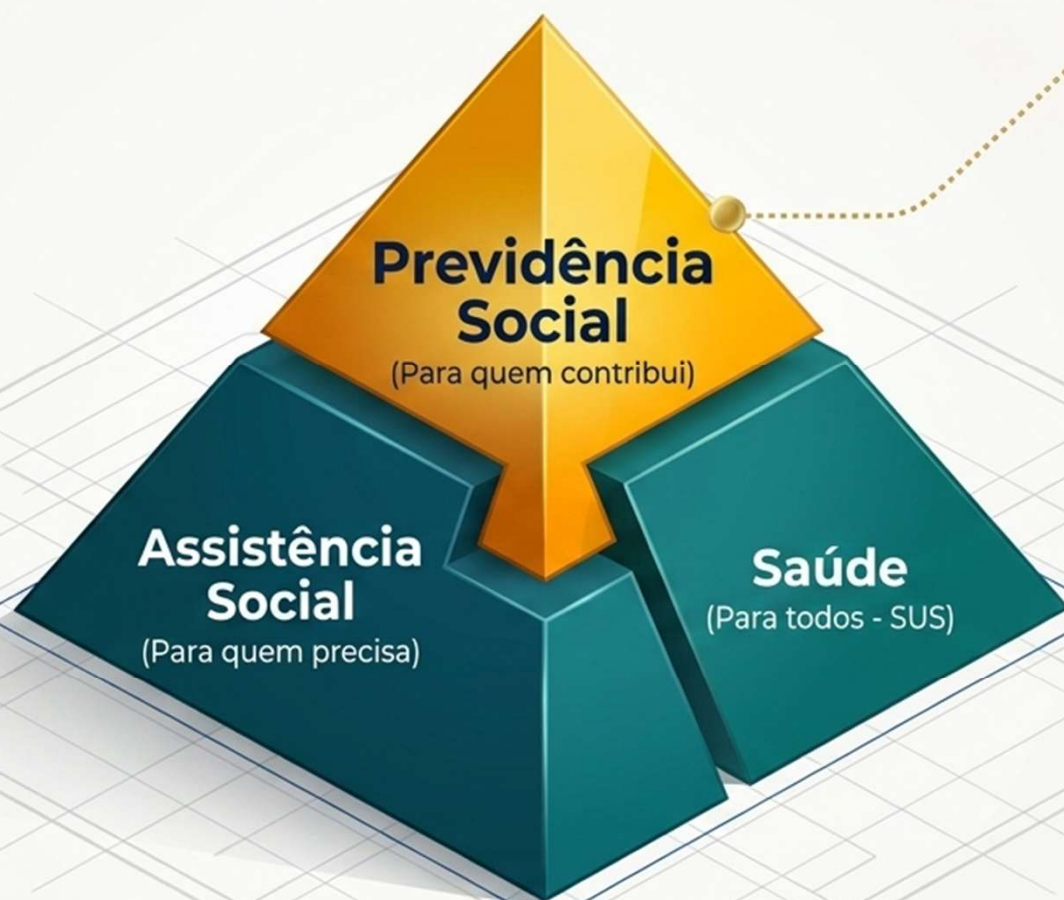 Previdência
Social
(Para quem contribui)
Assistência
Social
(Para quem precisa)
Saúde
(Para todos - SUS)